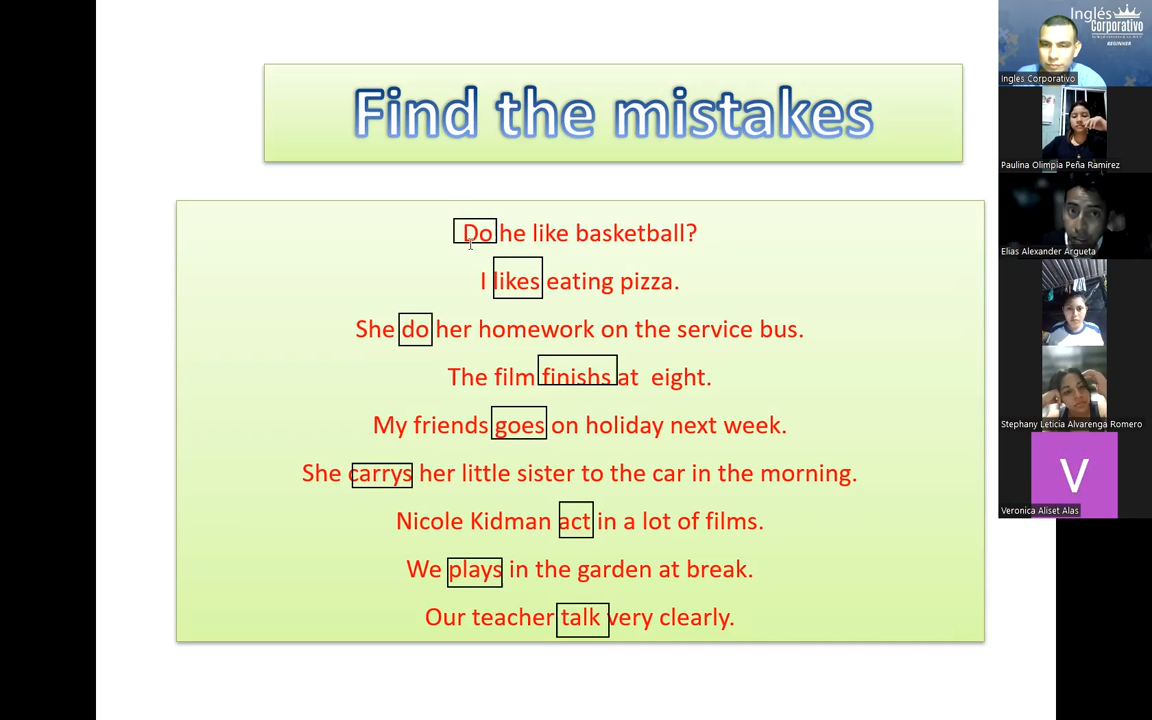 Find the mistakes
Do he like basketball?
I likes eating pizza.
She do her homework on the service bus.
The film finishs at eight.
My friends goes on holiday next week.
She carrys her little sister to the car in the morning.
Nicole Kidman act in a lot of films.
We plays in the garden at break.
Our teacher talk very clearly.
Inglés
Corporativo
BEGINNER
Ingles Corporativo
Paulina Olimpia Peña Ramirez
Elias Alexander Argueta
Stephany Leticia Alvarenga Romero
V
Veronica Aliset Alas